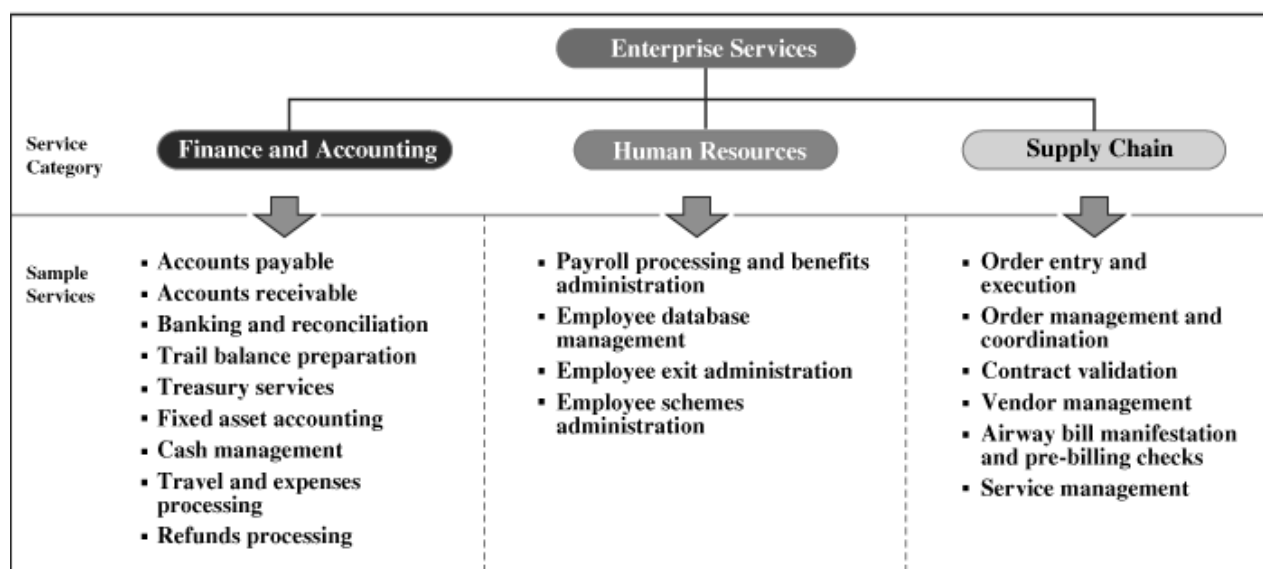 Enterprise Services
Service
Category
Finance and Accounting
Human Resources
Supply Chain
Sample
Services
▪ Accounts payable
▪ Accounts receivable
▪ Banking and reconciliation
▪ Trail balance preparation
▪ Treasury services
▪ Fixed asset accounting
▪ Cash management
▪ Travel and expenses
processing
▪ Refunds processing
▪ Payroll processing and benefits
administration
▪ Employee database
management
▪ Employee exit administration
▪ Employee schemes
administration
▪ Order entry and
execution
▪ Order management and
coordination
▪ Contract validation
▪ Vendor management
▪ Airway bill manifestation
and pre-billing checks
▪ Service management